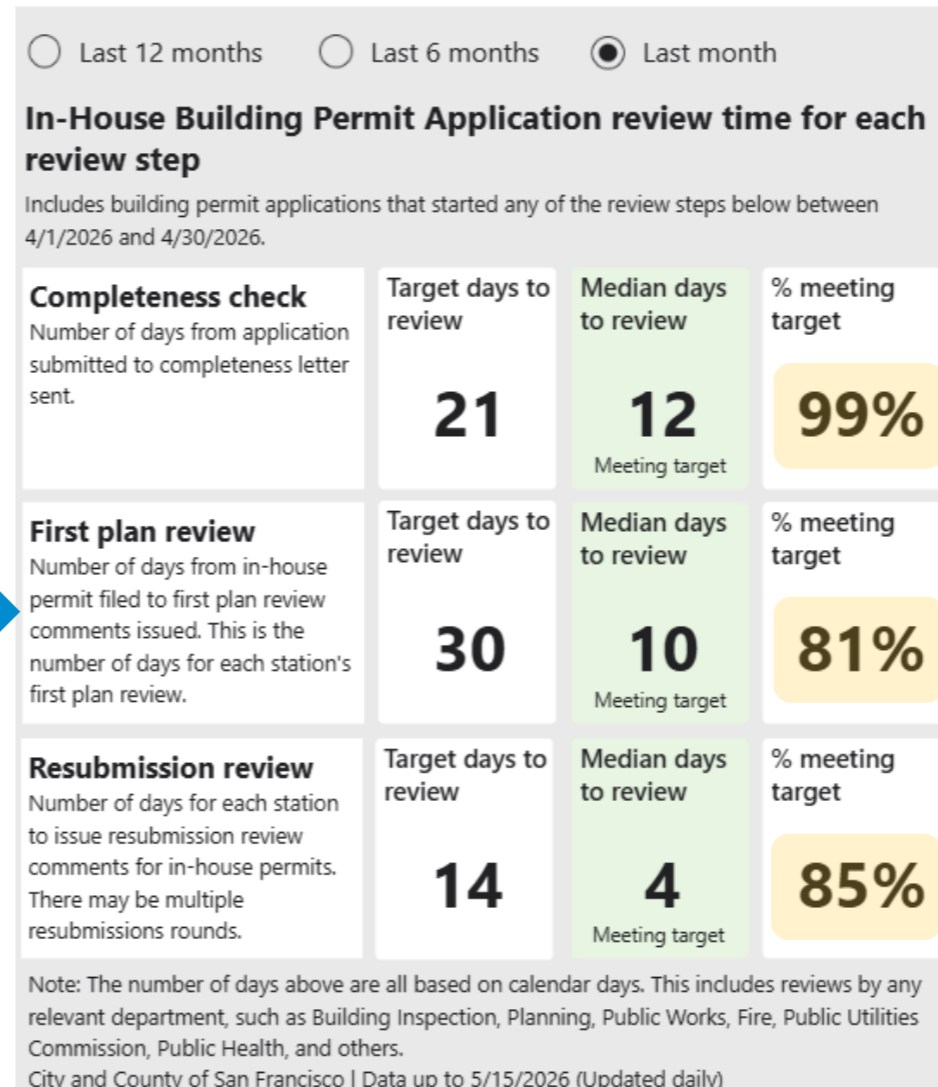 Last 12 months Last 6 months Last month
In-House Building Permit Application review time for each
review step
Includes building permit applications that started any of the review steps below between
4/1/2026 and 4/30/2026.
Completeness check
Number of days from application
submitted to completeness letter
sent.
Target days to
review
21
Median days
to review
12
Meeting target
% meeting
target
99%
First plan review
Number of days from in-house
permit filed to first plan review
comments issued. This is the
number of days for each station's
first plan review.
Target days to
review
30
Median days
to review
10
Meeting target
% meeting
target
81%
Resubmission review
Number of days for each station
to issue resubmission review
comments for in-house permits.
There may be multiple
resubmissions rounds.
Target days to
review
14
Median days
to review
4
Meeting target
% meeting
target
85%
Note: The number of days above are all based on calendar days. This includes reviews by any
relevant department, such as Building Inspection, Planning, Public Works, Fire, Public Utilities
Commission, Public Health, and others.
City and County of San Francisco | Data up to 5/15/2026 (Updated daily)